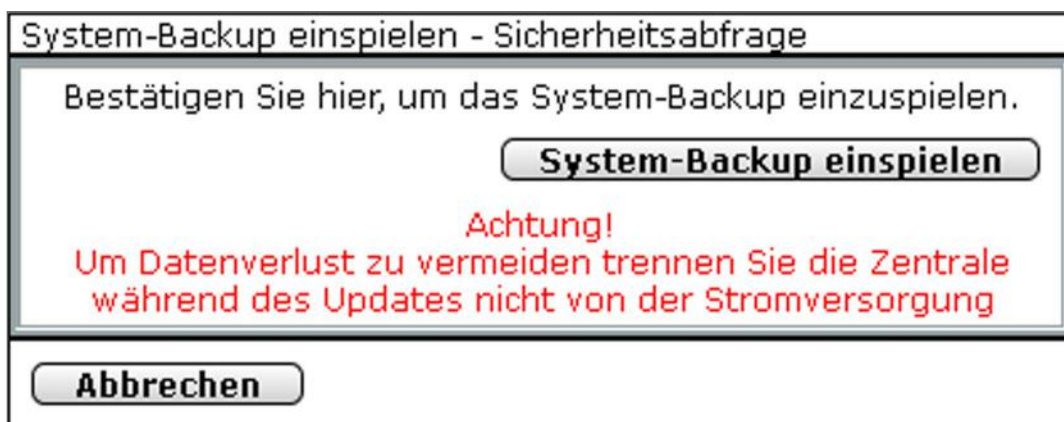 System-Backup einspielen - Sicherheitsabfrage
Bestätigen Sie hier, um das System-Backup einzuspielen.
System-Backup einspielen
Achtung!
Um Datenverlust zu vermeiden trennen Sie die Zentrale
während des Updates nicht von der Stromversorgung
Abbrechen